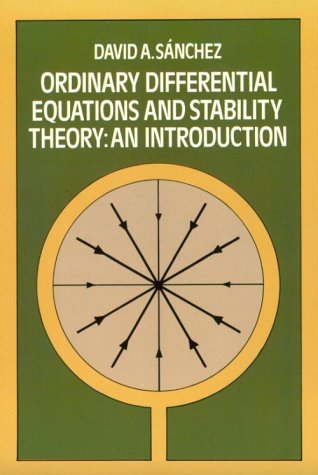 DAVID A. SÁNCHEZ
ORDINARY DIFFERENTIAL
EQUATIONS AND STABILITY
THEORY: AN INTRODUCTION